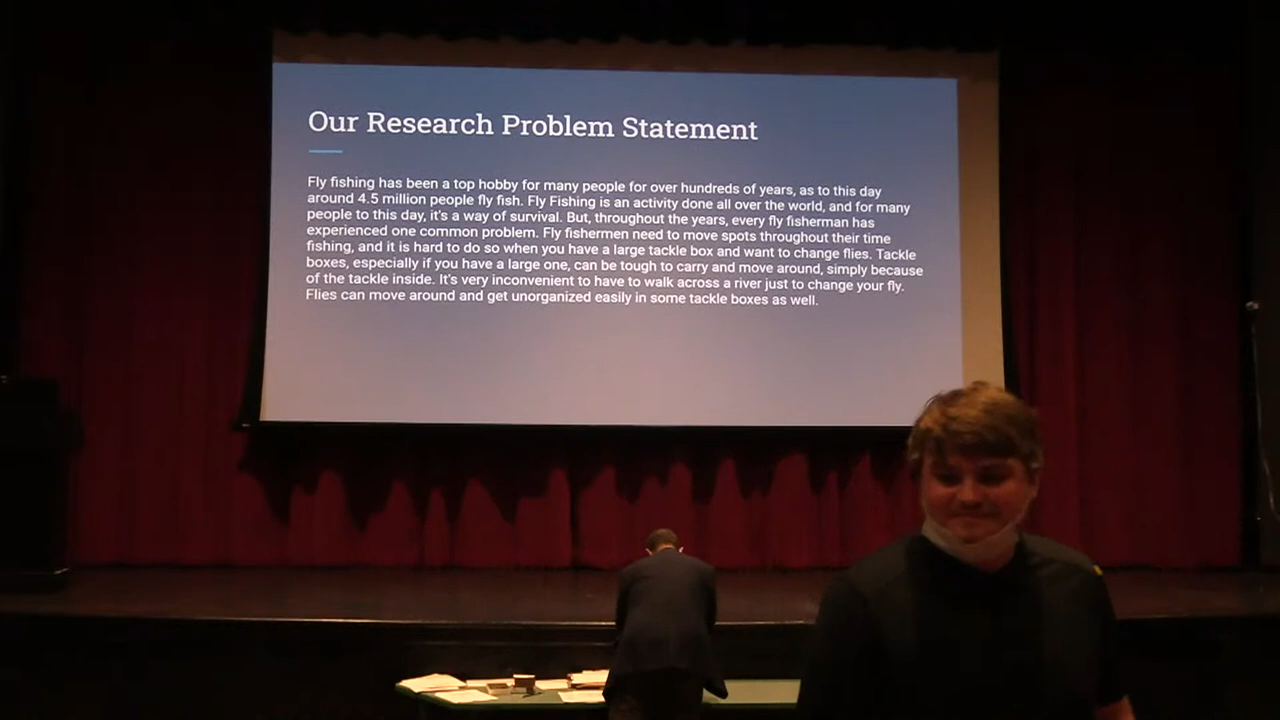 Our Research Problem Statement
Fly fishing has been a top hobby for many people for over hundreds of years, as to this day
around 4.5 million people fly fish. Fly Fishing is an activity done all over the world, and for many
people to this day, it's a way of survival. But, throughout the years, every fly fisherman has
experienced one common problem. Fly fishermen need to move spots throughout their time
fishing, and it is hard to do so when you have a large tackle box and want to change flies. Tackle
boxes, especially if you have a large one, can be tough to carry and move around, simply because
of the tackle inside. It's very inconvenient to have to walk across a river just to change your fly.
Flies can move around and get unorganized easily in some tackle boxes as well.